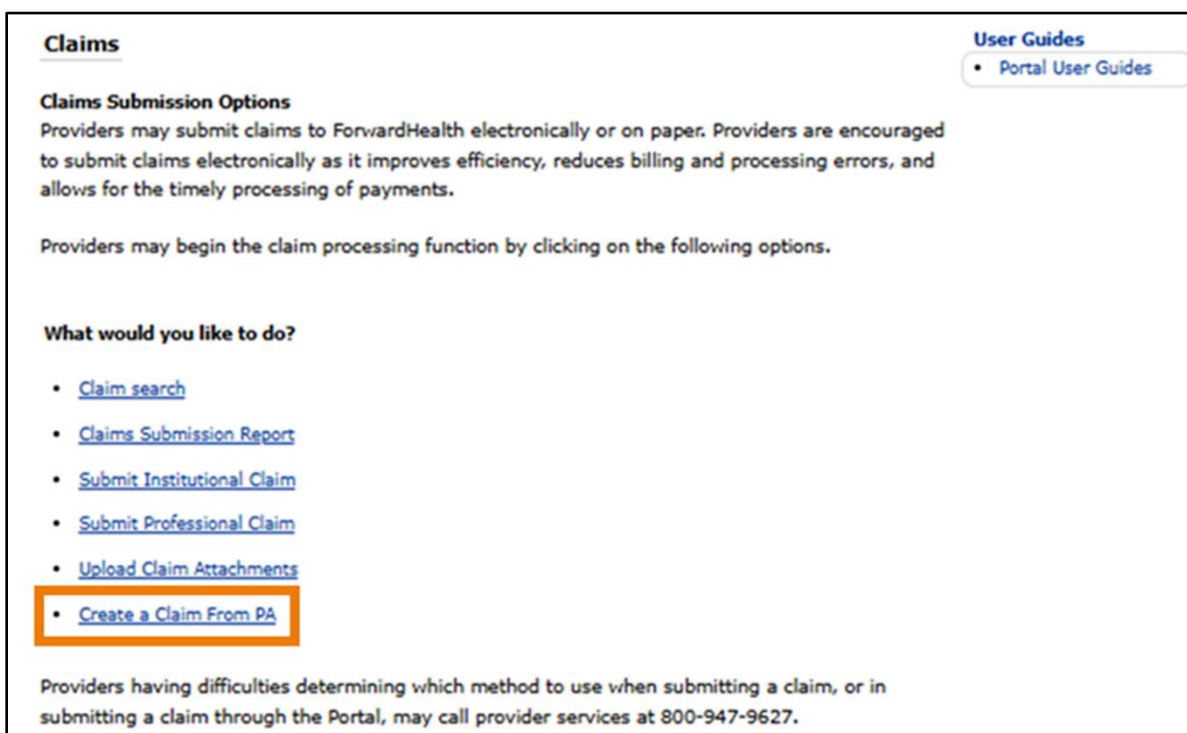 Claims
User Guides
• Portal User Guides
Claims Submission Options
Providers may submit claims to ForwardHealth electronically or on paper. Providers are encouraged
to submit claims electronically as it improves efficiency, reduces billing and processing errors, and
allows for the timely processing of payments.
Providers may begin the claim processing function by clicking on the following options.
What would you like to do?
• Claim search
• Claims Submission Report
• Submit Institutional Claim
• Submit Professional Claim
• Upload Claim Attachments
• Create a Claim From PA
Providers having difficulties determining which method to use when submitting a claim, or in
submitting a claim through the Portal, may call provider services at 800-947-9627.